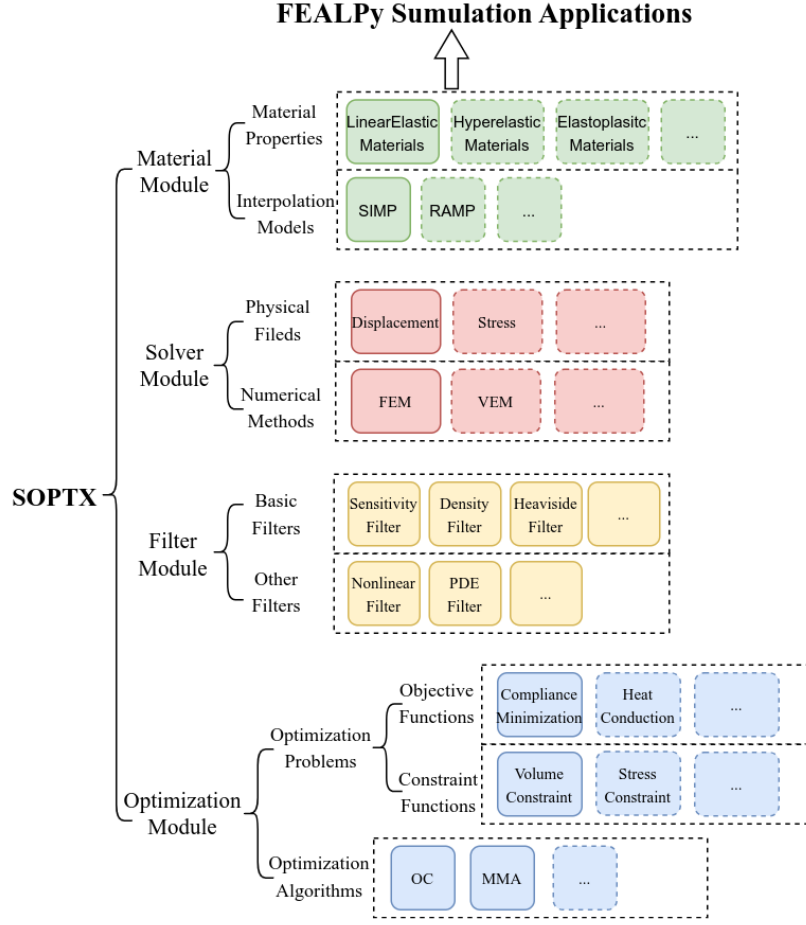 FEALPy Sumulation Applications
Material
Properties
LinearElastic
Materials
Hyperelastic
Materials
Elastoplasitc
Materials
...
Material
Module
Interpolation
Models
SIMP
RAMP
...
Physical
Fileds
Displacement
Stress
...
Solver
Module
Numerical
Methods
FEM
VEM
...
SOPTX
Basic
Filters
Sensitivity
Filter
Density
Filter
Heaviside
Filter
...
Filter
Module
Other
Filters
Nonlinear
Filter
PDE
Filter
...
Objective
Functions
Compliance
Minimization
Heat
Conduction
...
Optimization
Problems
Constraint
Functions
Volume
Constraint
Stress
Constraint
...
Optimization
Module
Optimization
Algorithms
OC
MMA
...